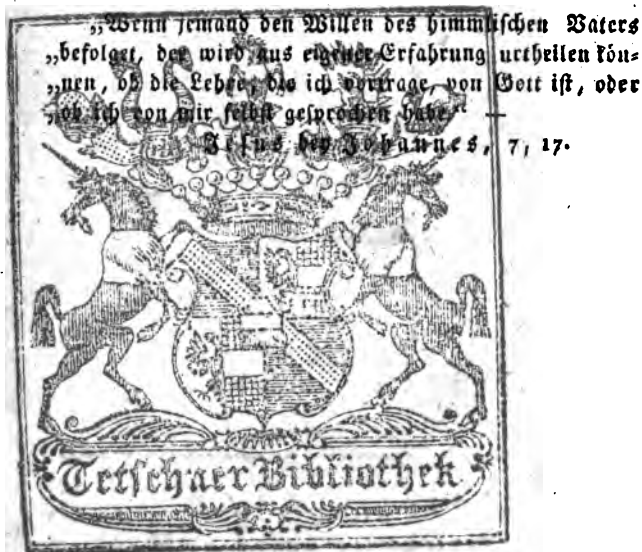 „Wenn jemand den Willen des himmlischen Vaters
„befolget, der wird aus eigener Erfahrung urtheilen kön=
„nen, ob die Lehre, die ich vortrage, von Gott ist, oder
„ob ich von mir selbst gesprochen habe.“
Jesus bey Johannes, 7, 17.
Tetschner Bibliothek